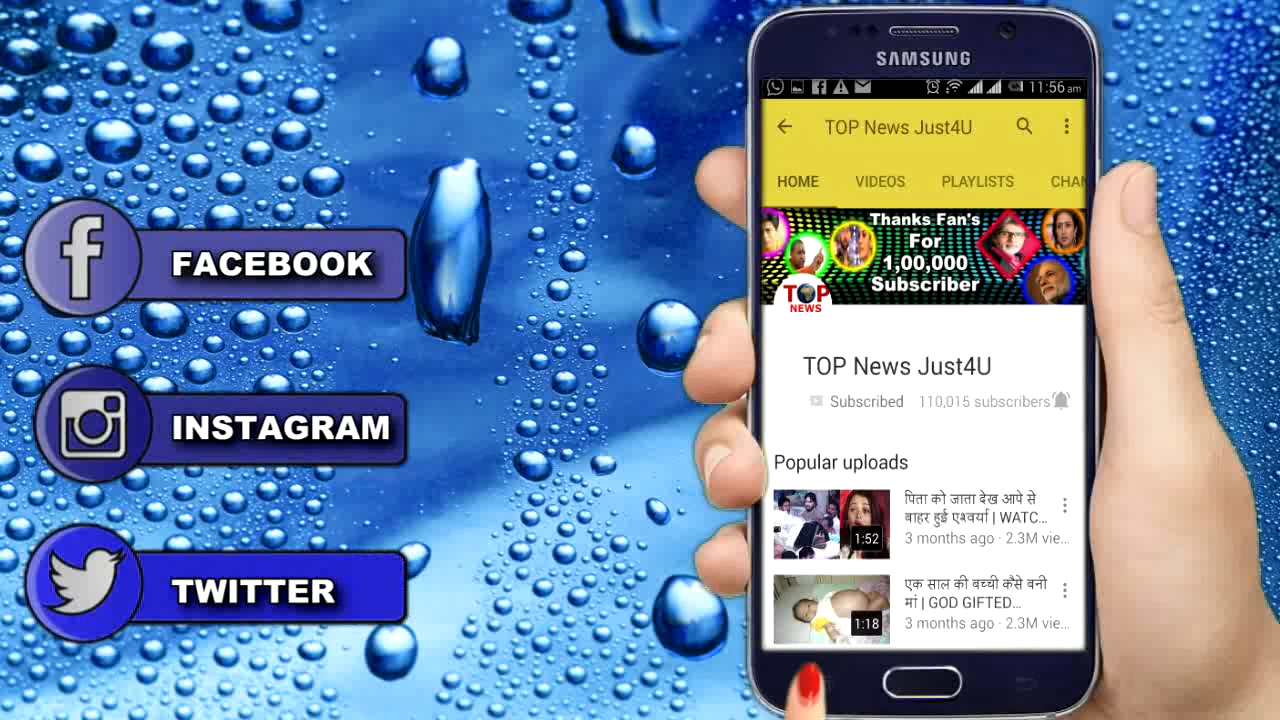 FACEBOOK
INSTAGRAM
TWITTER
SAMSUNG
11:56 am
TOP News Just4U
HOME VIDEOS PLAYLISTS CHAN
Thanks Fan's
For
1,00,000
Subscriber
TOP
NEWS
TOP News Just4U
Subscribed 110,015 subscribers
Popular uploads
पिता को जाता देख आपे से
बाहर हुई एश्वर्या | WATC...
3 months ago · 2.3M vie...
1:52
एक साल की बच्ची कैसे बनी
मां | GOD GIFTED...
3 months ago · 2.3M vie...
1:18